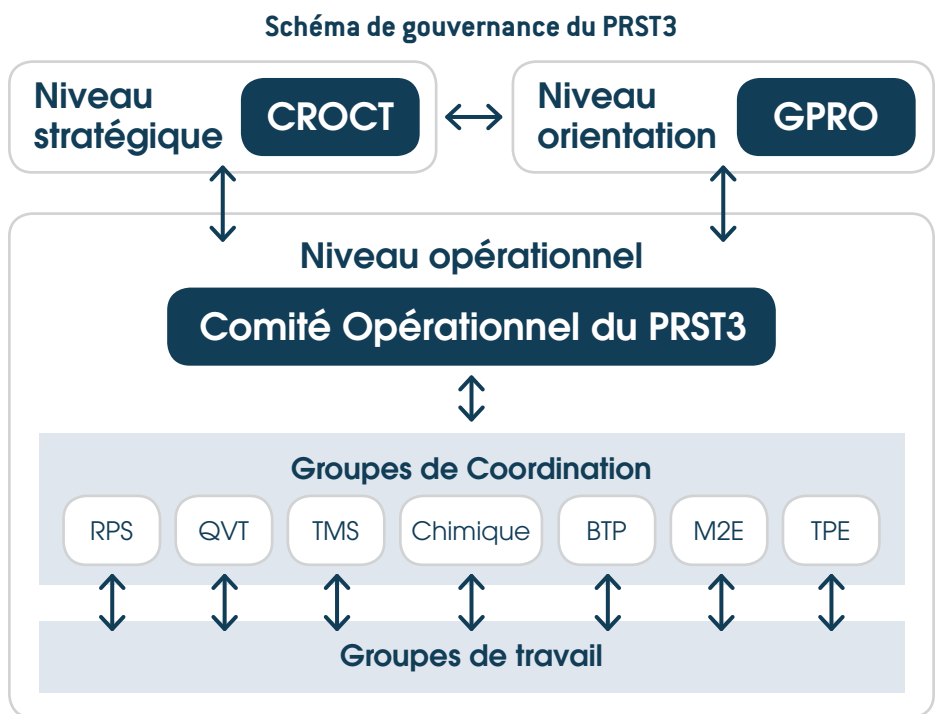 Schéma de gouvernance du PRST3
Niveau
stratégique
CROCT
Niveau
orientation
GPRO
Niveau opérationnel
Comité Opérationnel du PRST3
Groupes de Coordination
RPS
QVT
TMS
Chimique
BTP
M2E
TPE
Groupes de travail